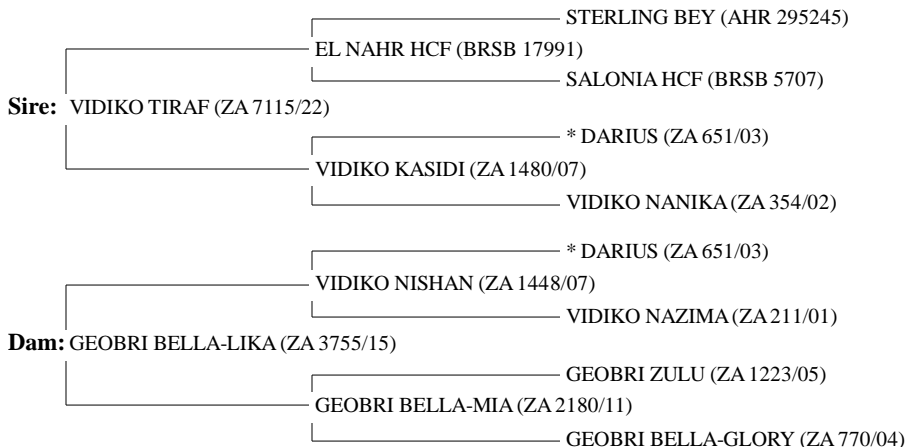 STERLING BEY (AHR 295245)
EL NAHR HCF (BRSB 17991)
SALONIA HCF (BRSB 5707)
Sire: VIDIKO TIRAF (ZA 7115/22)
* DARIUS (ZA 651/03)
VIDIKO KASIDI (ZA 1480/07)
VIDIKO NANIKA (ZA 354/02)
* DARIUS (ZA 651/03)
VIDIKO NISHAN (ZA 1448/07)
VIDIKO NAZIMA (ZA 211/01)
Dam: GEOBRI BELLA-LIKA (ZA 3755/15)
GEOBRI ZULU (ZA 1223/05)
GEOBRI BELLA-MIA (ZA 2180/11)
GEOBRI BELLA-GLORY (ZA 770/04)